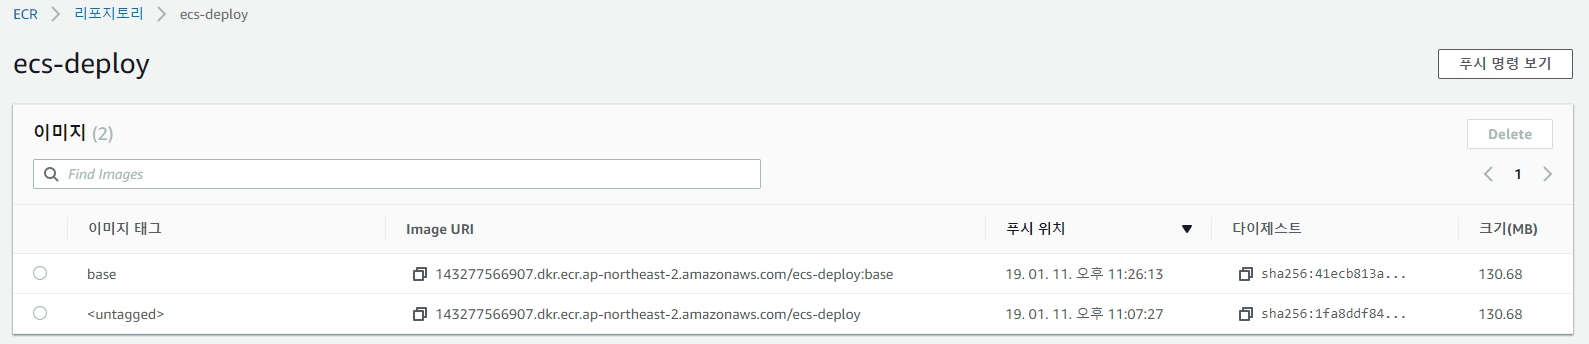 ECR > 리포지토리 > ecs-deploy
ecs-deploy
푸시 명령 보기
이미지 (2)
Delete
Find Images
1
이미지 태그 Image URI 푸시 위치 다이제스트 크기(MB)
base 143277566907.dkr.ecr.ap-northeast-2.amazonaws.com/ecs-deploy:base 19. 01. 11. 오후 11:26:13 sha256:41ecb813a... 130.68
<untagged> 143277566907.dkr.ecr.ap-northeast-2.amazonaws.com/ecs-deploy 19. 01. 11. 오후 11:07:27 sha256:1fa8ddf84... 130.68